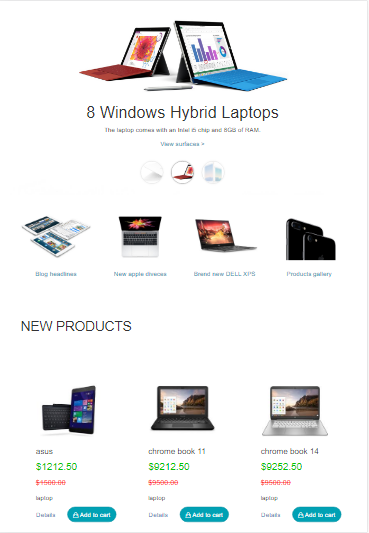 8 Windows Hybrid Laptops
The laptop comes with an Intel i5 chip and 8GB of RAM.
View surfaces >
Blog headlines
New apple diveces
Brand new DELL XPS
Products gallery
NEW PRODUCTS
asus
chrome book 11
chrome book 14
$1212.50
$9212.50
$9252.50
$1500.00
$9500.00
$9500.00
laptop
laptop
laptop
Details
Add to cart
Details
Add to cart
Details
Add to cart